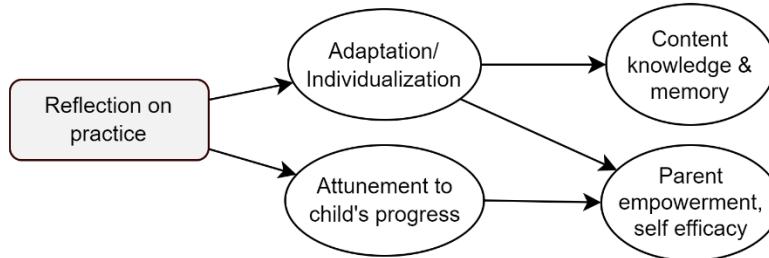 Reflection on
practice
Adaptation/
Individualization
Attunement to
child's progress
Content
knowledge &
memory
Parent
empowerment,
self efficacy